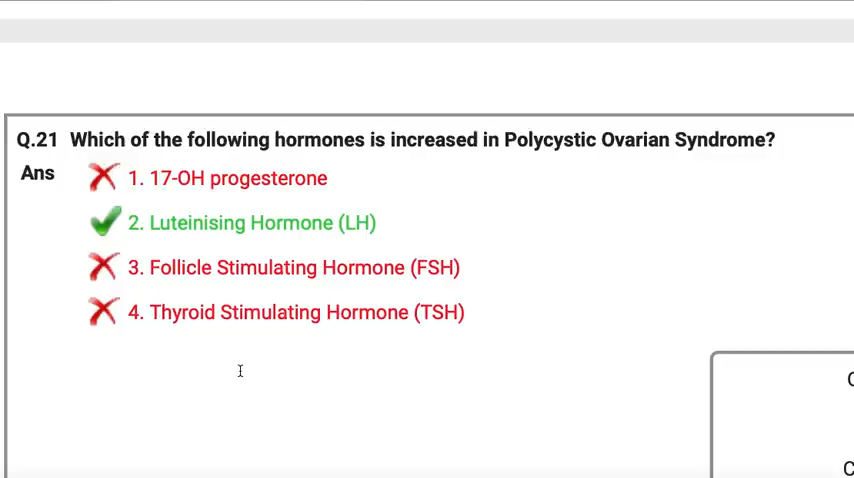 Q.21 Which of the following hormones is increased in Polycystic Ovarian Syndrome?
Ans
1. 17-OH progesterone
2. Luteinising Hormone (LH)
3. Follicle Stimulating Hormone (FSH)
4. Thyroid Stimulating Hormone (TSH)